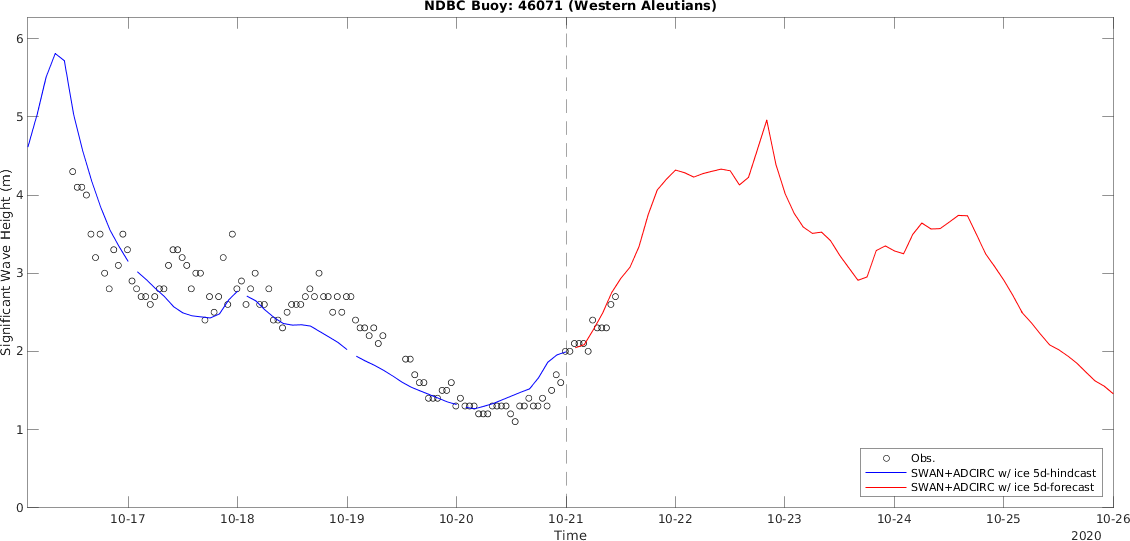 NDBC Buoy: 46071 (Western Aleutians)
Significant Wave Height (m)
6
5
4
3
2
1
0
Obs.
SWAN+ADCIRC w/ ice 5d-hindcast
SWAN+ADCIRC w/ ice 5d-forecast
10-17 10-18 10-19 10-20 10-21 10-22 10-23 10-24 10-25 10-26
Time
2020